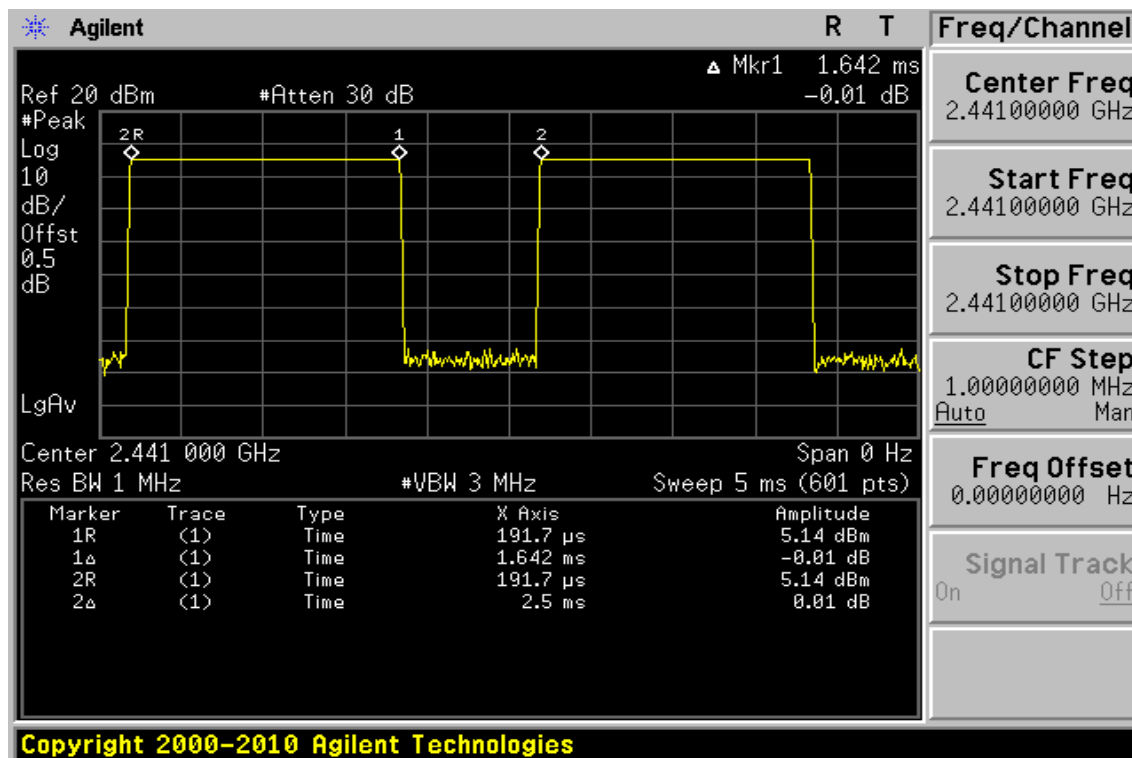 Agilent R T
Freq/Channel
Δ Mkr1 1.642 ms
Ref 20 dBm #Atten 30 dB -0.01 dB
#Peak
Log
10
dB/
Offst
0.5
dB
2R 1 2
LgAv
Center 2.441 000 GHz Span 0 Hz
Res BW 1 MHz #VBW 3 MHz Sweep 5 ms (601 pts)
Marker Trace Type X Axis Amplitude
1R (1) Time 191.7 µs 5.14 dBm
1Δ (1) Time 1.642 ms -0.01 dB
2R (1) Time 191.7 µs 5.14 dBm
2Δ (1) Time 2.5 ms 0.01 dB
Center Freq
2.44100000 GHz
Start Freq
2.44100000 GHz
Stop Freq
2.44100000 GHz
CF Step
1.00000000 MHz
Auto Man
Freq Offset
0.00000000 Hz
Signal Track
On Off
Copyright 2000-2010 Agilent Technologies